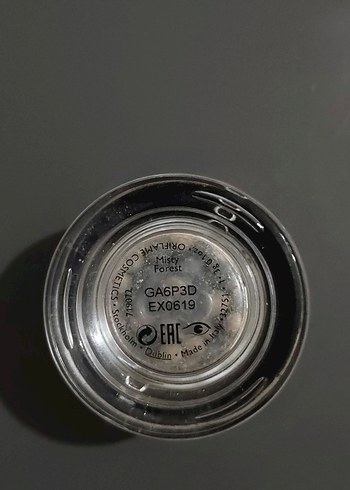 Misty
Forest
GA6P3D
EX0619
EAC
ORIFLAME COSMETICS • Stockholm • Dublin • Made in Italy